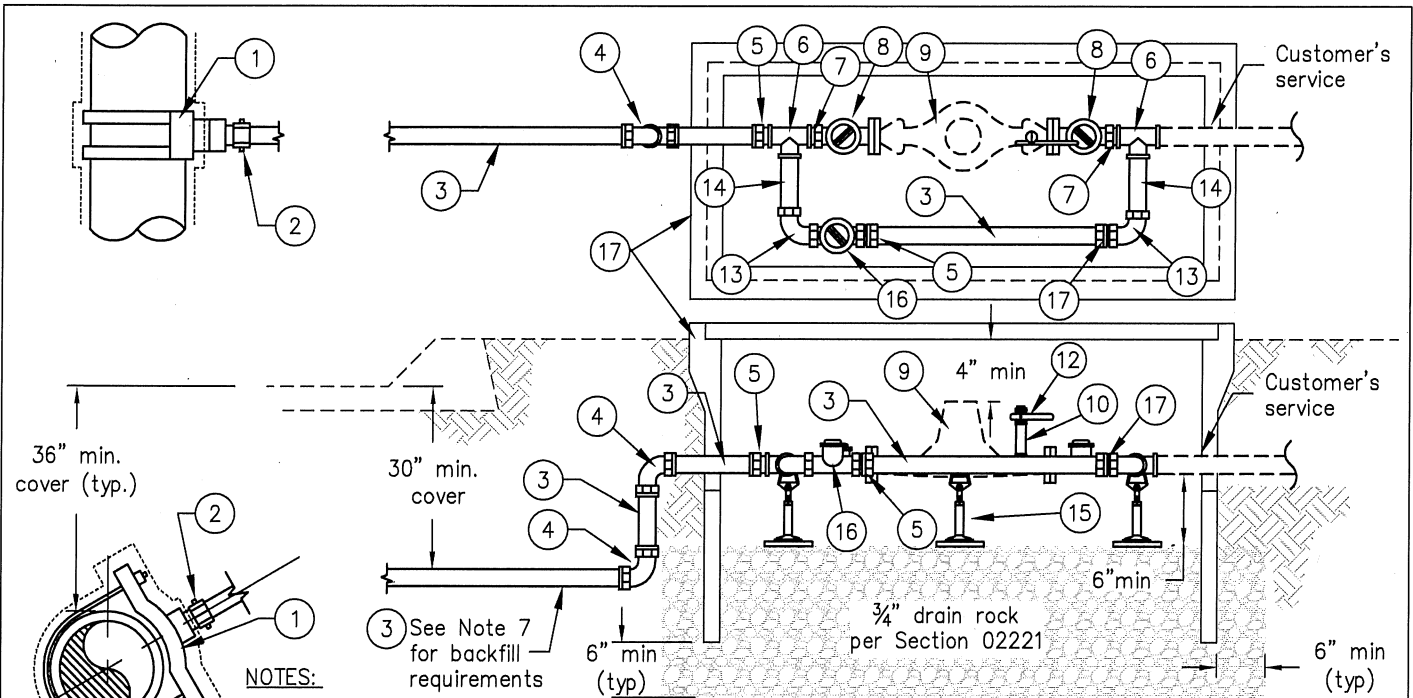 1
4
5
6
7
8
9
8
6
Customer's
service
3
2
14
3
7
14
17
13
16
5
17
13
36" min.
cover (typ.)
30" min.
cover
3
5
4
9
4" min
3
12
10
17
Customer's
service
3
4
16
5
15
6"min
2
1
3
See Note 7
for backfill
requirements
6" min
(typ)
3/4" drain rock
per Section 02221
6" min
(typ)
NOTES: